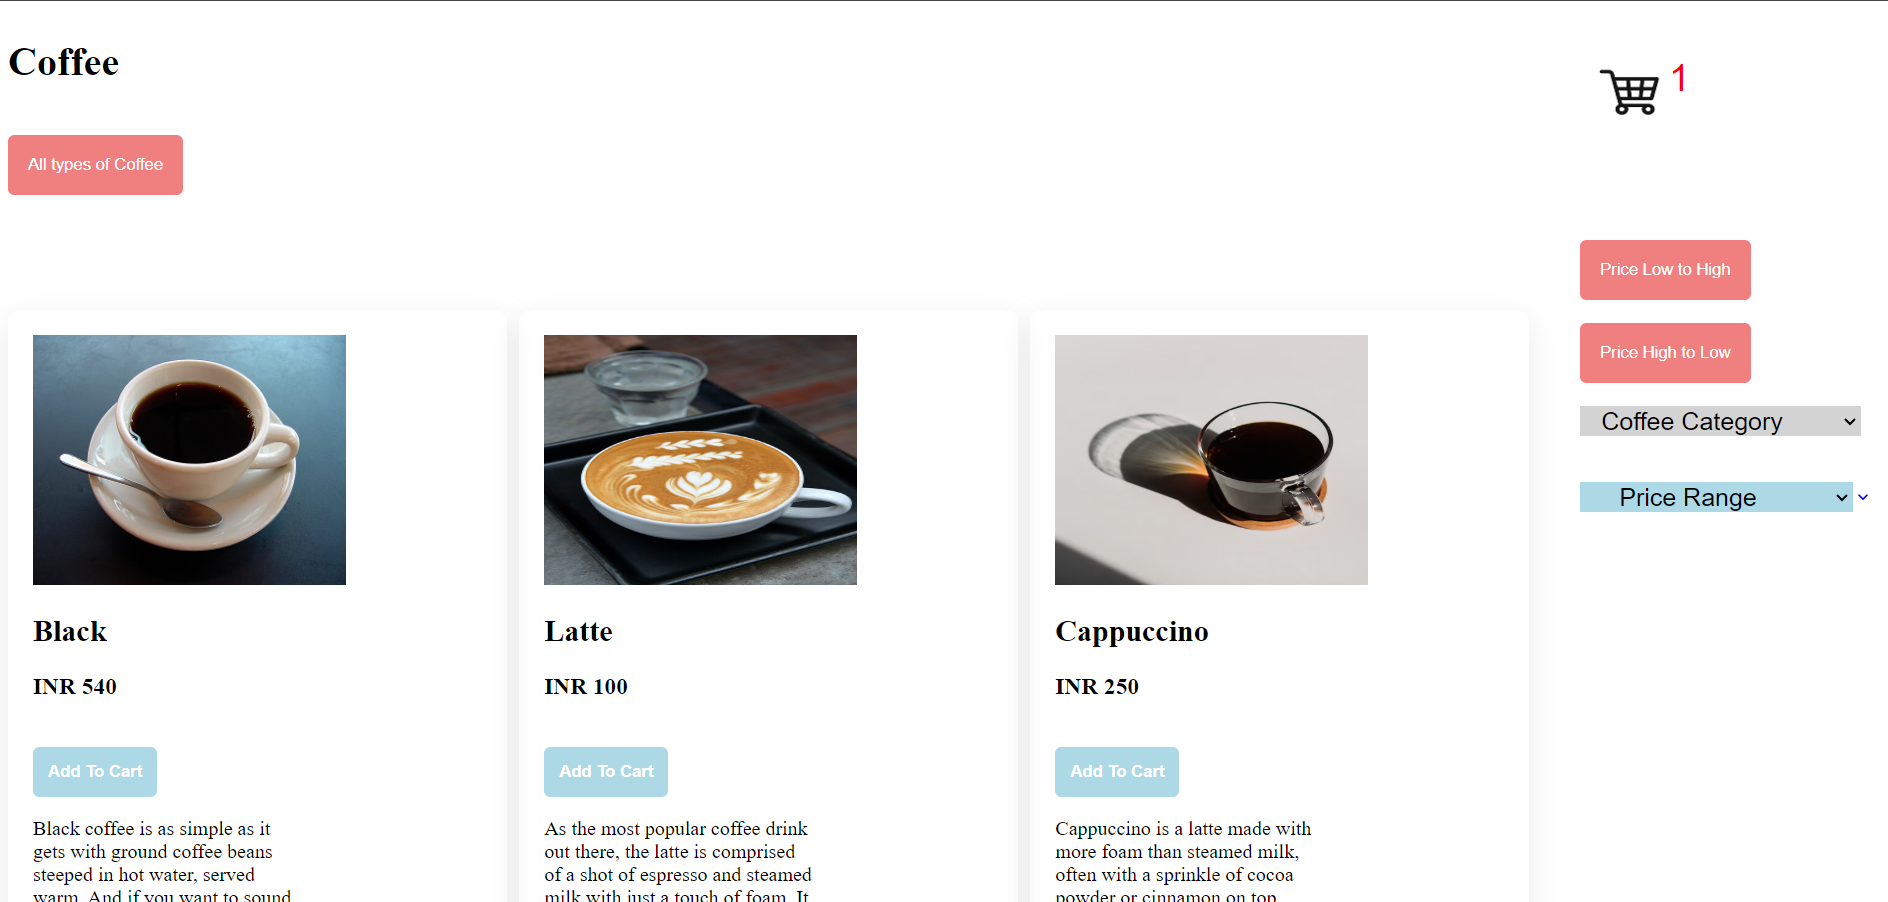 Coffee
1
All types of Coffee
Price Low to High
Price High to Low
Coffee Category
Price Range
Black
INR 540
Add To Cart
Black coffee is as simple as it
gets with ground coffee beans
steeped in hot water, served
warm. And if you want to sound
Latte
INR 100
Add To Cart
As the most popular coffee drink
out there, the latte is comprised
of a shot of espresso and steamed
milk with just a touch of foam. It
Cappuccino
INR 250
Add To Cart
Cappuccino is a latte made with
more foam than steamed milk,
often with a sprinkle of cocoa
powder or cinnamon on top.